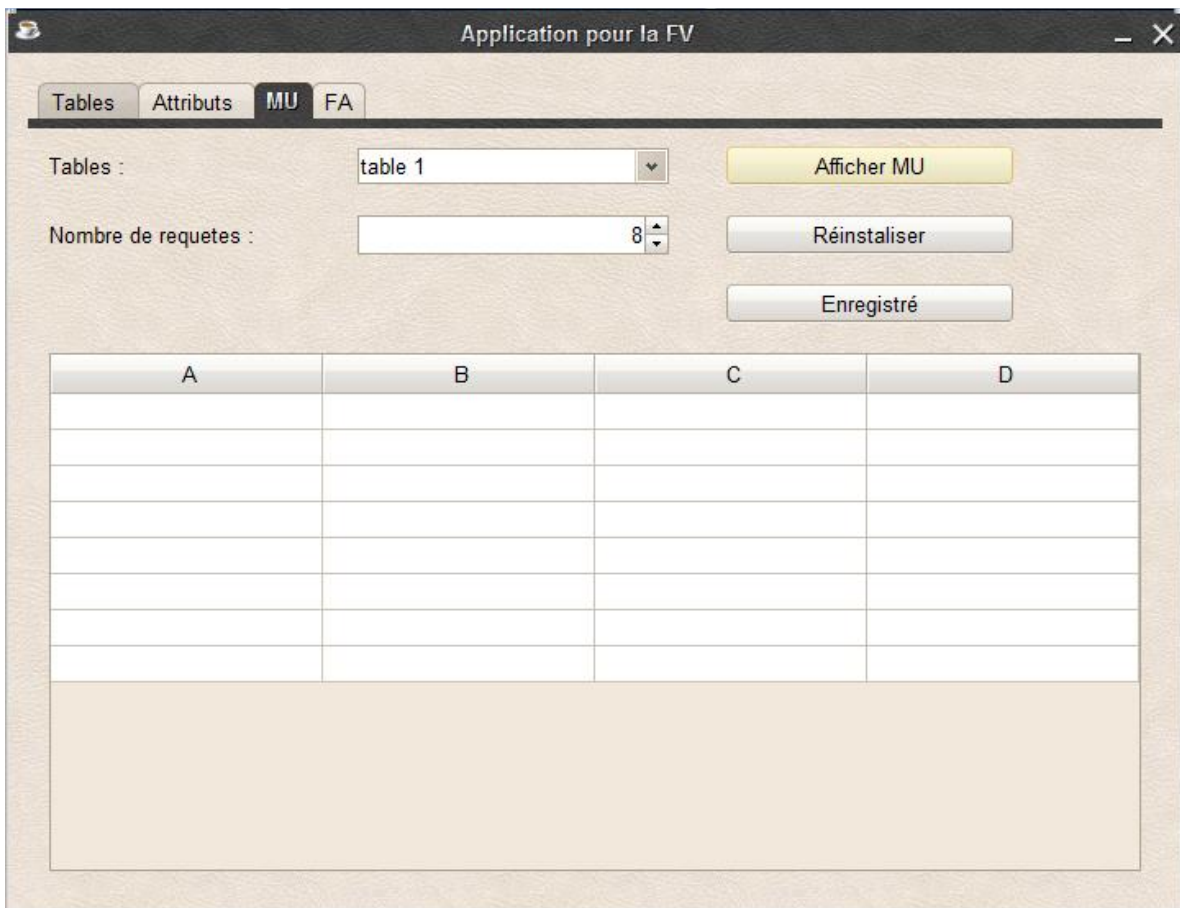 Application pour la FV
Tables Attributs MU FA
Tables : table 1 Afficher MU
Nombre de requetes : 8 Réinstaliser
Enregistré
A B C D